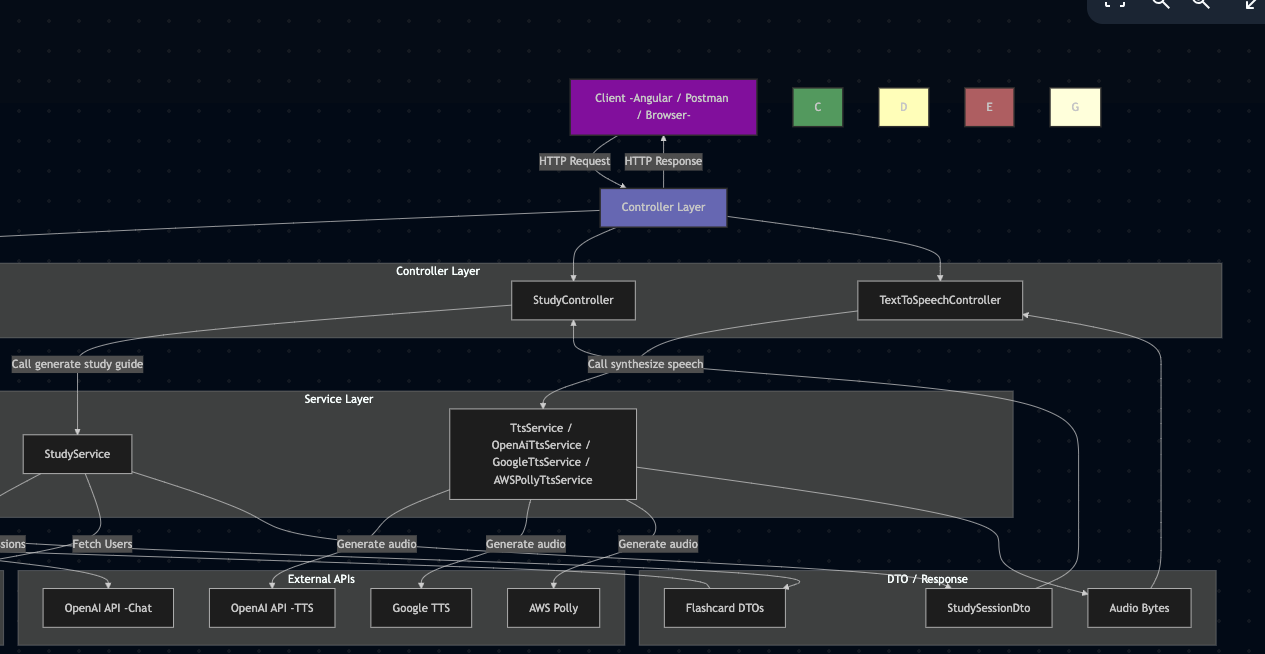 Client -Angular / Postman
/ Browser-
C
D
E
G
HTTP Request
HTTP Response
Controller Layer
Controller Layer
StudyController
TextToSpeechController
Call generate study guide
Call synthesize speech
Service Layer
StudyService
TtsService /
OpenAiTtsService /
GoogleTtsService /
AWSPollyTtsService
sions
Fetch Users
Generate audio
Generate audio
Generate audio
External APIs
DTO / Response
OpenAI API -Chat
OpenAI API -TTS
Google TTS
AWS Polly
Flashcard DTOs
StudySessionDto
Audio Bytes